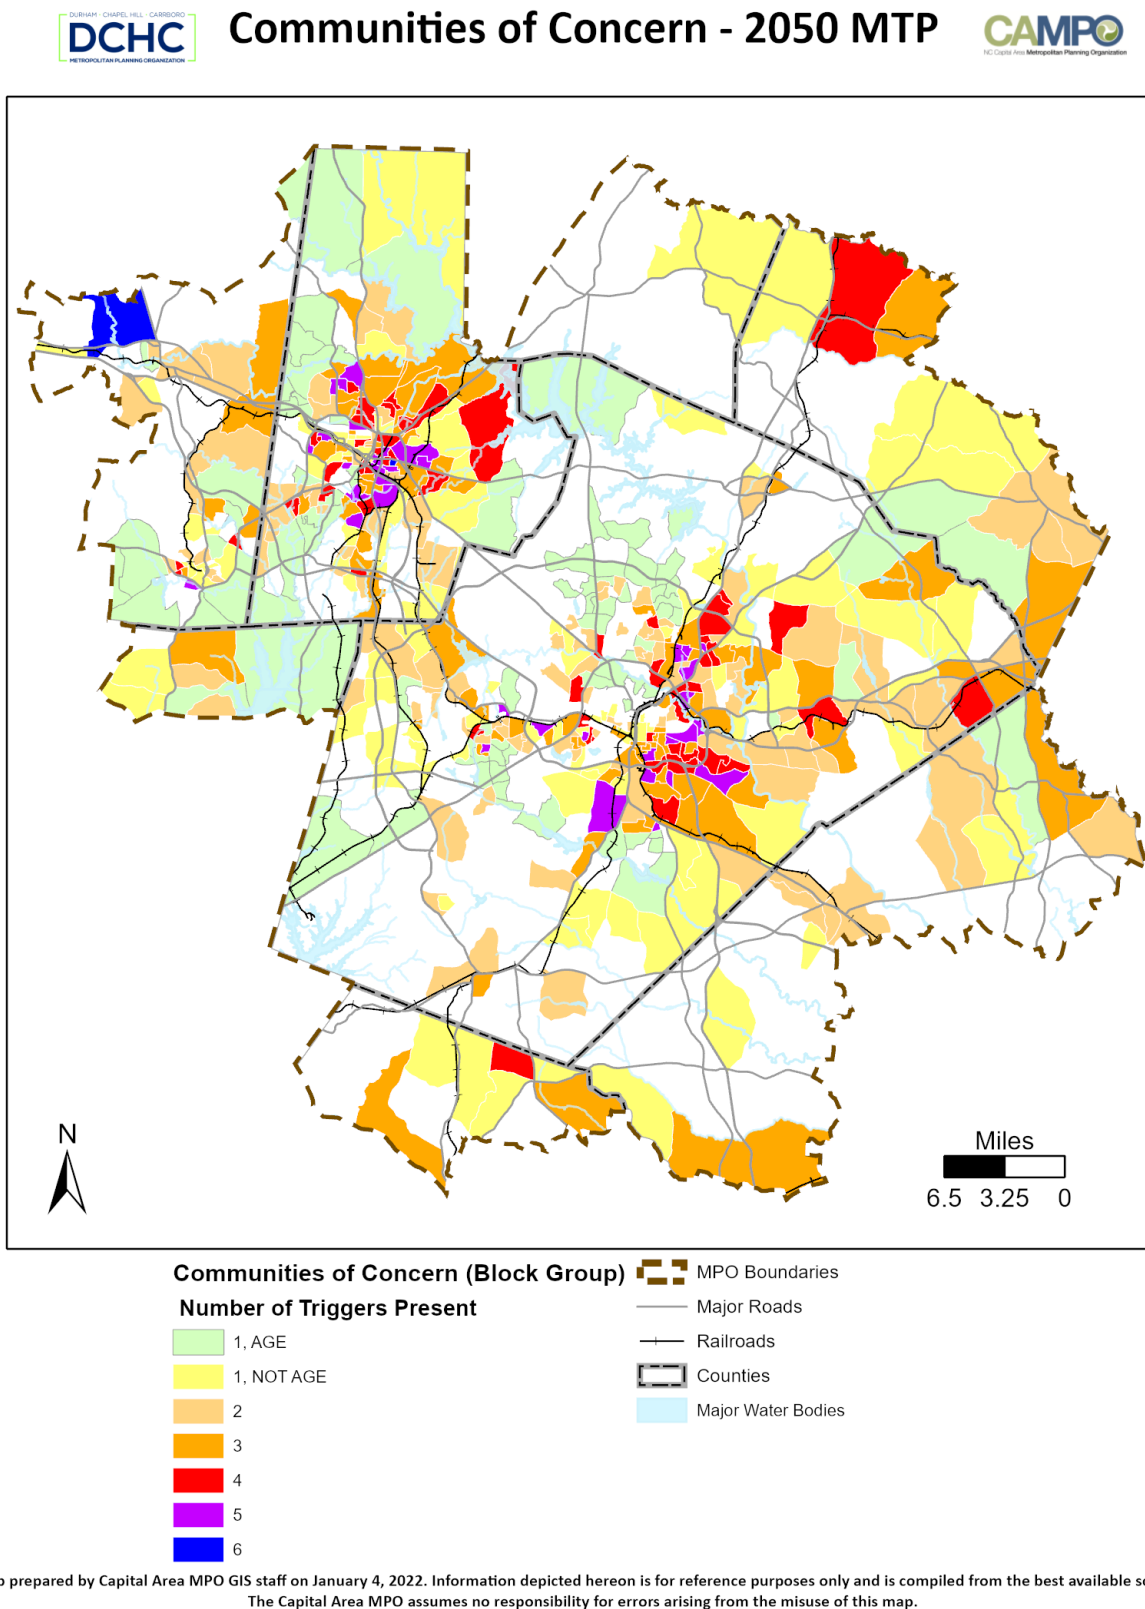 DURHAM · CHAPEL HILL · CARRBORO
DCHC
METROPOLITAN PLANNING ORGANIZATION
Communities of Concern - 2050 MTP
CAMPO
NC Capital Area Metropolitan Planning Organization
N
Miles
6.5 3.25 0
Communities of Concern (Block Group)
Number of Triggers Present
1, AGE
1, NOT AGE
2
3
4
5
6
MPO Boundaries
Major Roads
Railroads
Counties
Major Water Bodies
p prepared by Capital Area MPO GIS staff on January 4, 2022. Information depicted hereon is for reference purposes only and is compiled from the best available so
The Capital Area MPO assumes no responsibility for errors arising from the misuse of this map.